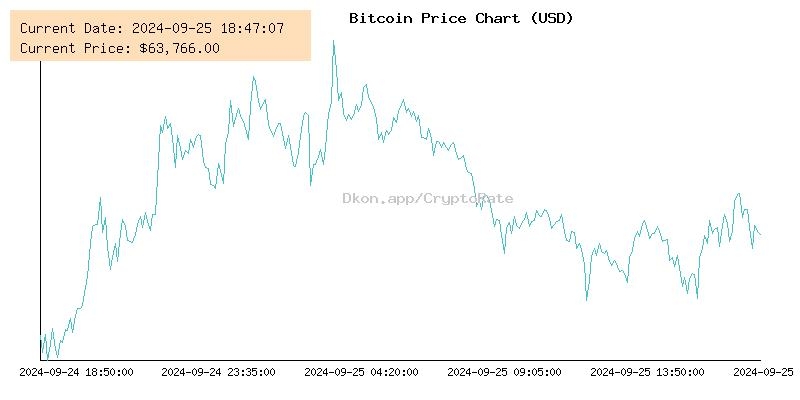 Bitcoin Price Chart (USD)
Current Date: 2024-09-25 18:47:07
Current Price: $63,766.00
Dkon.app/CryptoRate
2024-09-24 18:50:00 2024-09-24 23:35:00 2024-09-25 04:20:00 2024-09-25 09:05:00 2024-09-25 13:50:00 2024-09-25